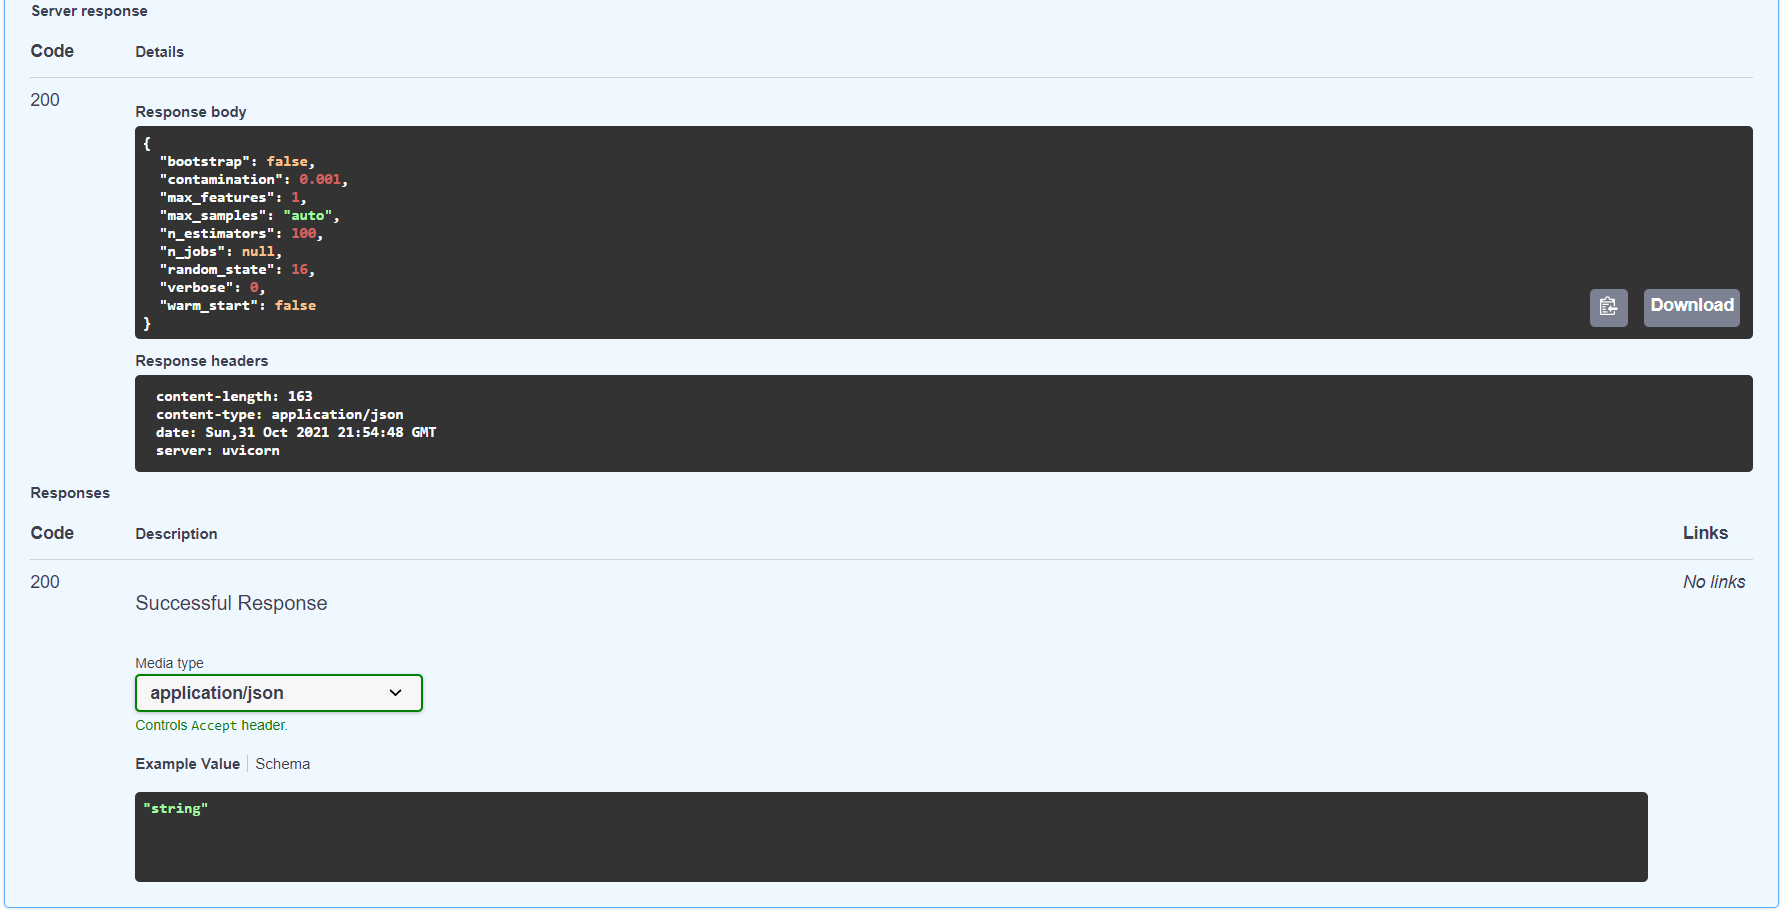 Server response
Code Details
200
Response body
{
"bootstrap": false,
"contamination": 0.001,
"max_features": 1,
"max_samples": "auto",
"n_estimators": 100,
"n_jobs": null,
"random_state": 16,
"verbose": 0,
"warm_start": false
}
Download
Response headers
content-length: 163
content-type: application/json
date: Sun,31 Oct 2021 21:54:48 GMT
server: uvicorn
Responses
Code Description Links
200 No links
Successful Response
Media type
application/json
Controls Accept header.
Example Value Schema
"string"